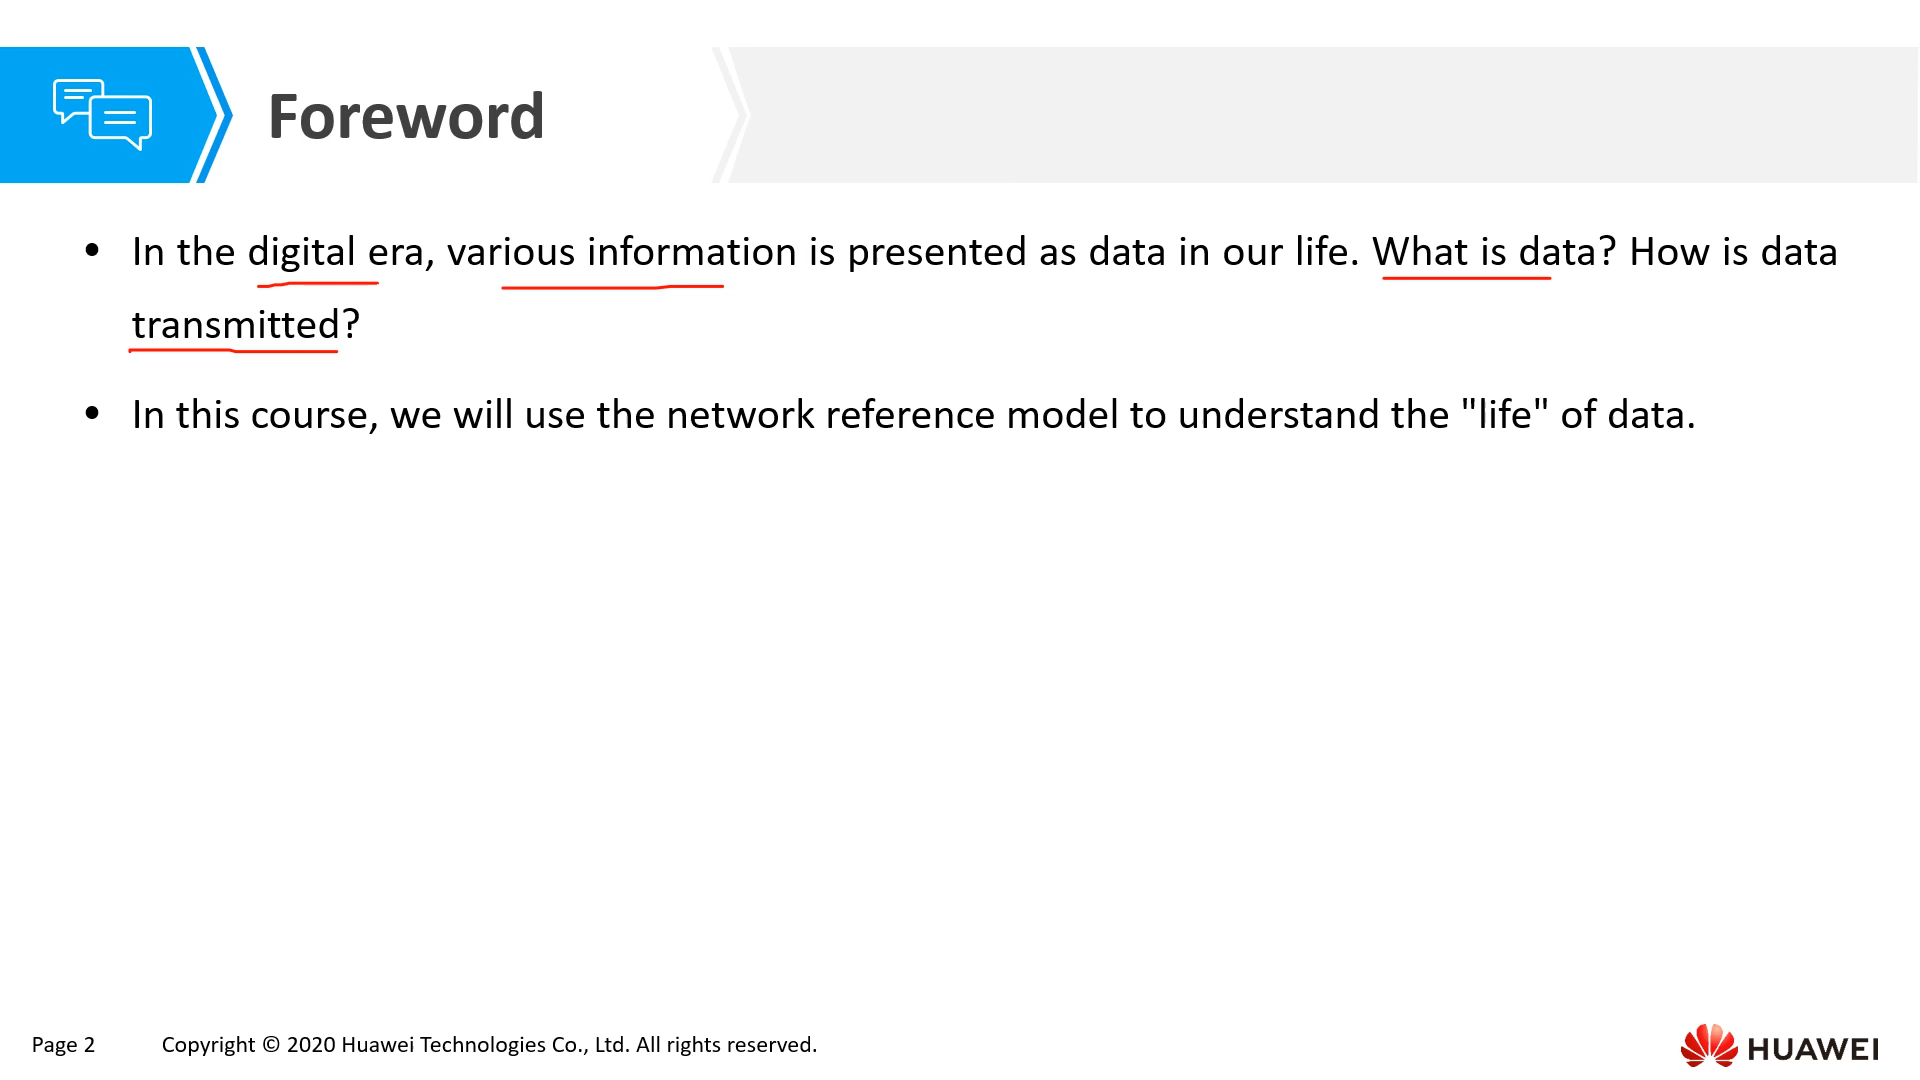 Foreword
• In the digital era, various information is presented as data in our life. What is data? How is data
transmitted?
• In this course, we will use the network reference model to understand the "life" of data.
Page 2 Copyright © 2020 Huawei Technologies Co., Ltd. All rights reserved.
HUAWEI